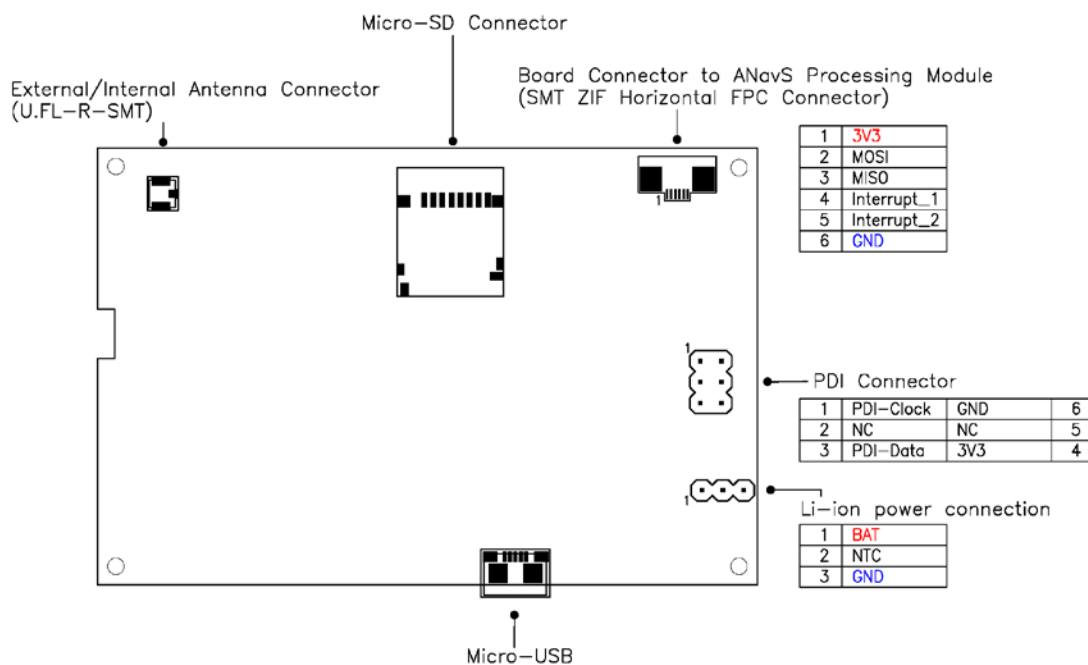 Micro-SD Connector
External/Internal Antenna Connector
(U.FL-R-SMT)
Board Connector to ANavS Processing Module
(SMT ZIF Horizontal FPC Connector)
1 3V3
2 MOSI
3 MISO
4 Interrupt_1
5 Interrupt_2
6 GND
1
1
PDI Connector
1 PDI-Clock GND 6
2 NC NC 5
3 PDI-Data 3V3 4
1
Li-ion power connection
1 BAT
2 NTC
3 GND
Micro-USB